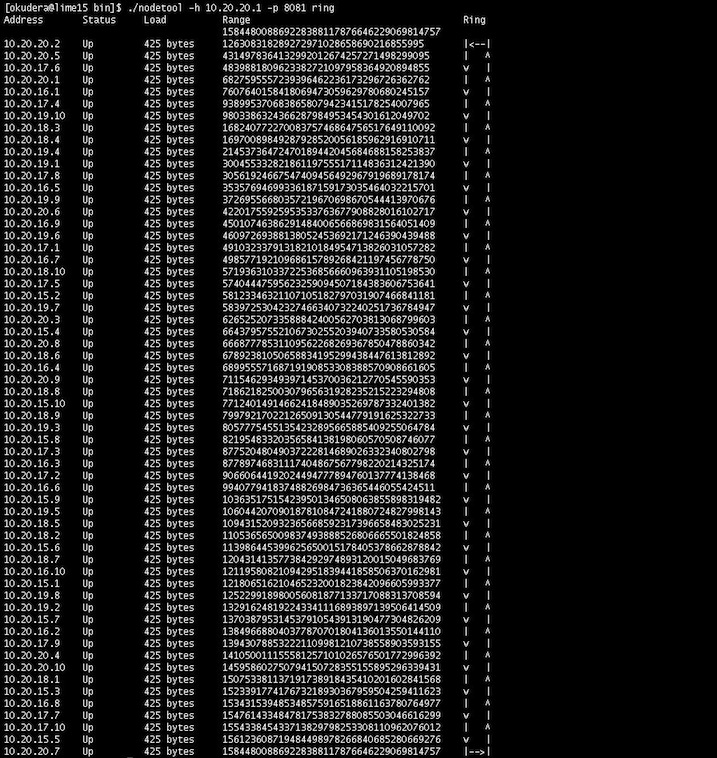 [okudera@lime15 bin]$ ./nodetool -h 10.20.20.1 -p 8081 ring
Address Status Load Range Ring
158448008869228388117876646229069814757
10.20.20.2 Up 425 bytes 1263083182892729710286586902168​55995 |<--|
10.20.20.5 Up 425 bytes 4314978364132992012674257271498299095 | ^
10.20.17.6 Up 425 bytes 4839881809623382721097958364920894855 v |
10.20.20.1 Up 425 bytes 6827595557239396462236173296726362762 | ^
10.20.16.1 Up 425 bytes 7607640158418069473059629780680245157 v |
10.20.17.4 Up 425 bytes 9389953706838658079423415178254007965 | ^
10.20.19.10 Up 425 bytes 9803386324366287984953454301612049702 v |
10.20.18.3 Up 425 bytes 16824077227008375746864756517649110092 | ^
10.20.18.4 Up 425 bytes 16970089849287928520056185962916910711 v |
10.20.19.4 Up 425 bytes 21453736472470189442045684688158253837 | ^
10.20.19.1 Up 425 bytes 30045533282186119755517114836312421390 v |
10.20.17.8 Up 425 bytes 30561924667547409456492967919689178174 | ^
10.20.16.5 Up 425 bytes 35357694699336187159173035464032215701 v |
10.20.19.9 Up 425 bytes 37269556680357219670698670544413970676 | ^
10.20.20.6 Up 425 bytes 42201755925953533763677908828016102717 v |
10.20.16.9 Up 425 bytes 45010746386291484006565686983156405​1409 | ^
10.20.19.6 Up 425 bytes 46097269388138052453692171246390439488 v |
10.20.17.1 Up 425 bytes 49103233791318210184954713826031057282 | ^
10.20.16.7 Up 425 bytes 49857719210968615789268421197456778750 v |
10.20.18.10 Up 425 bytes 57193631033722536856660963931105198530 | ^
10.20.17.5 Up 425 bytes 57404447595623259094507184383606753641 v |
10.20.15.2 Up 425 bytes 58123346321107105182797031907466841181 | ^
10.20.19.7 Up 425 bytes 58397253042327466340732240251736784947 v |
10.20.20.3 Up 425 bytes 62652520733588842400562703813068799603 | ^
10.20.15.4 Up 425 bytes 66437957552106730255203940733580530584 v |
10.20.20.8 Up 425 bytes 66687778531109562268269367850478860342 | ^
10.20.18.6 Up 425 bytes 67892381050658834195299438447613812892 v |
10.20.16.4 Up 425 bytes 68995557168719190853308388570908661605 | ^
10.20.20.9 Up 425 bytes 71154629349397145370036212770545590353 v |
10.20.18.8 Up 425 bytes 71862182500307965631928235215223294808 | ^
10.20.15.10 Up 425 bytes 77124014914662418489035269787332401382 v |
10.20.18.9 Up 425 bytes 79979217022126509130544779191625322733 | ^
10.20.19.3 Up 425 bytes 80577754551354232895665885409255064784 v |
10.20.15.8 Up 425 bytes 82195483320356584138198060570508746077 | ^
10.20.17.3 Up 425 bytes 87752048049037222814689026332340802798 v |
10.20.16.3 Up 425 bytes 87789746831117404867567798220214325174 | ^
10.20.17.2 Up 425 bytes 90660644192024494777894760137774138468 v |
10.20.16.6 Up 425 bytes 99407794183748826984736365446055424511 | ^
10.20.15.9 Up 425 bytes 103635175154239501346508063855898319482 v |
10.20.19.5 Up 425 bytes 106044207090187810847241880724827998143 | ^
10.20.18.5 Up 425 bytes 109431520932365668592317396658483025231 v |
10.20.18.2 Up 425 bytes 110536565009837493888526806665501824858 | ^
10.20.15.6 Up 425 bytes 113986445399625650015178405378662878842 v |
10.20.18.7 Up 425 bytes 120431413577384292974893120015049683769 | ^
10.20.16.10 Up 425 bytes 121195808210942951839441858506370162981 v |
10.20.15.1 Up 425 bytes 121806516210465232001823842096605993377 | ^
10.20.19.8 Up 425 bytes 125229918980056081877133717088313708594 v |
10.20.19.2 Up 425 bytes 132916248192243341116893897139506414509 | ^
10.20.15.7 Up 425 bytes 137038795314537910543913190477304826209 v |
10.20.16.2 Up 425 bytes 138496688040377870701804136013550144110 | ^
10.20.17.9 Up 425 bytes 139430788532221109981210738558903593155 v |
10.20.20.4 Up 425 bytes 141050011155581257101026576501772996392 | ^
10.20.20.10 Up 425 bytes 145958602750794150728355155895296339431 v |
10.20.18.1 Up 425 bytes 150753381137191738918435410201602841568 | ^
10.20.15.3 Up 425 bytes 152339177417673218930367959504259411623 v |
10.20.16.8 Up 425 bytes 153431539485348575916518861163780764977 | ^
10.20.17.7 Up 425 bytes 154761433484781753832788085503046616299 v |
10.20.17.10 Up 425 bytes 155433845433713829798253308110962076012 | ^
10.20.15.5 Up 425 bytes 156123608719484498978266840685280669276 v |
10.20.20.7 Up 425 bytes 158448008869228388117876646229069814757 |-->|